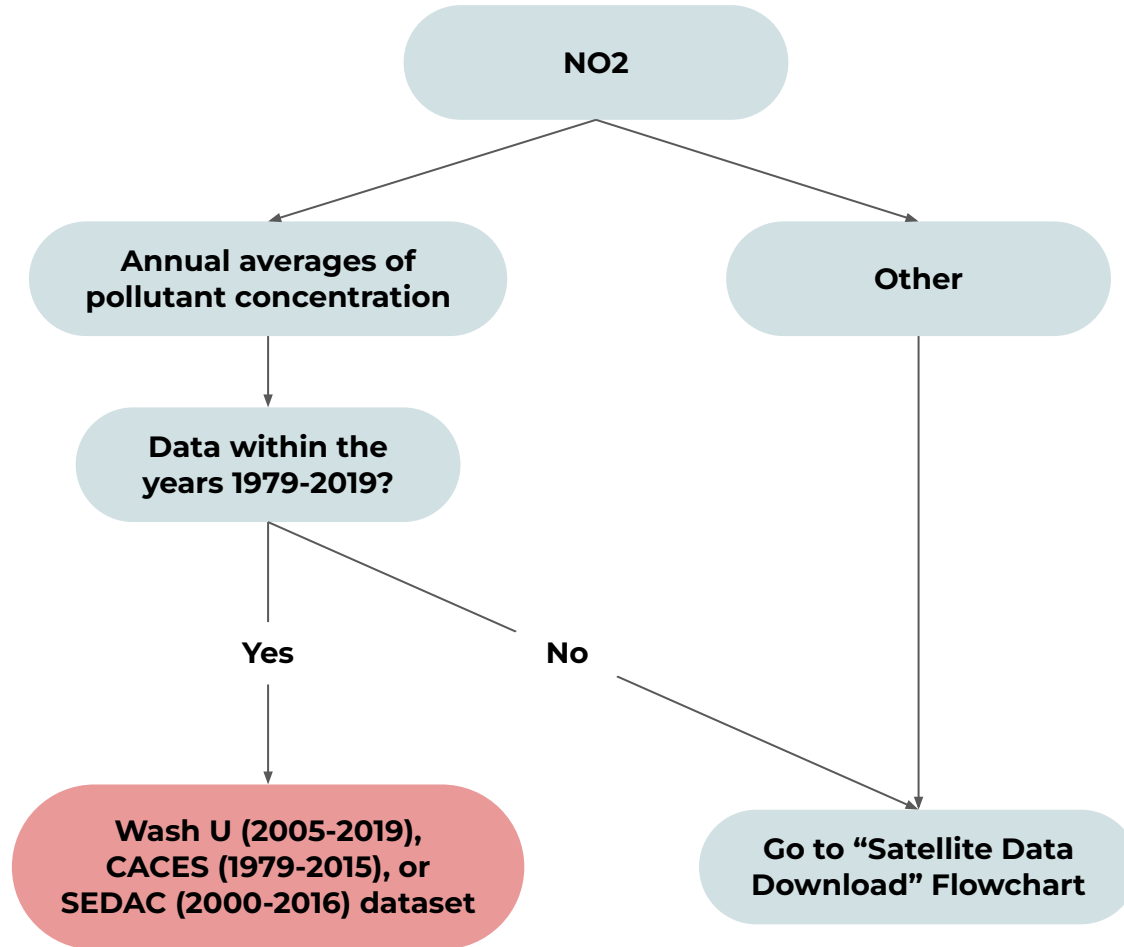 NO2
Annual averages of
pollutant concentration
Other
Data within the
years 1979-2019?
Yes
No
Wash U (2005-2019),
CACES (1979-2015), or
SEDAC (2000-2016) dataset
Go to “Satellite Data
Download” Flowchart